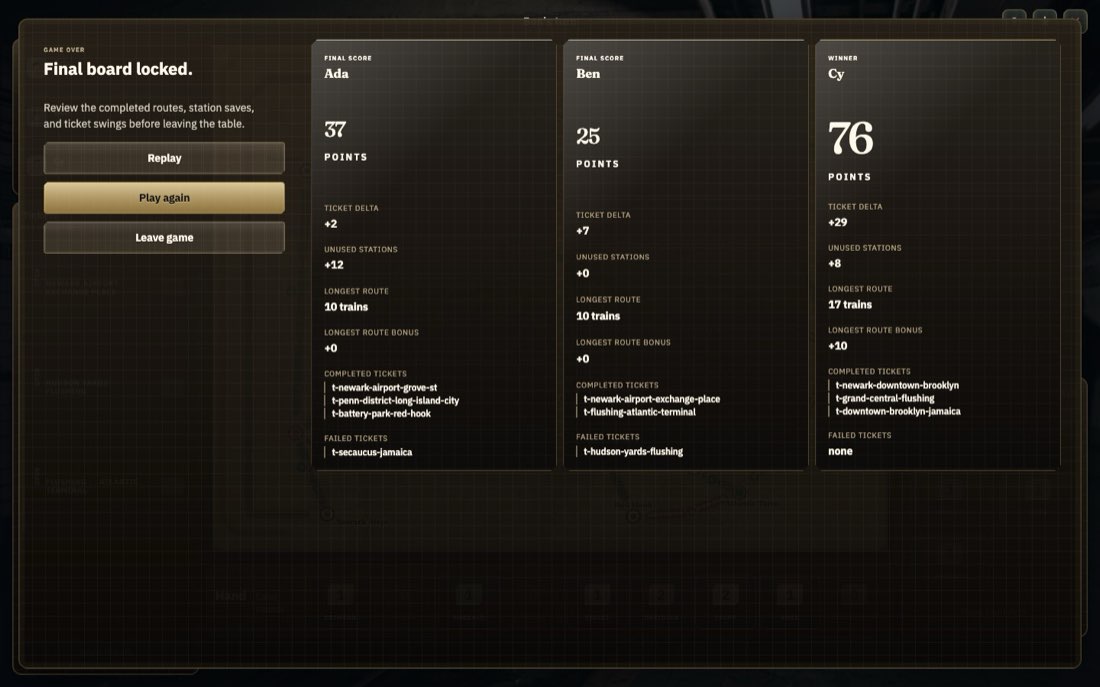 GAME OVER
Final board locked.
Review the completed routes, station saves,
and ticket swings before leaving the table.
Replay
Play again
Leave game
FINAL SCORE
Ada
37
POINTS
TICKET DELTA
+2
UNUSED STATIONS
+12
LONGEST ROUTE
10 trains
LONGEST ROUTE BONUS
+0
COMPLETED TICKETS
t-newark-airport-grove-st
t-penn-district-long-island-city
t-battery-park-red-hook
FAILED TICKETS
t-secaucus-jamaica
FINAL SCORE
Ben
25
POINTS
TICKET DELTA
+7
UNUSED STATIONS
+0
LONGEST ROUTE
10 trains
LONGEST ROUTE BONUS
+0
COMPLETED TICKETS
t-newark-airport-exchange-place
t-flushing-atlantic-terminal
FAILED TICKETS
t-hudson-yards-flushing
WINNER
Cy
76
POINTS
TICKET DELTA
+29
UNUSED STATIONS
+8
LONGEST ROUTE
17 trains
LONGEST ROUTE BONUS
+10
COMPLETED TICKETS
t-newark-downtown-brooklyn
t-grand-central-flushing
t-downtown-brooklyn-jamaica
FAILED TICKETS
none
Hand